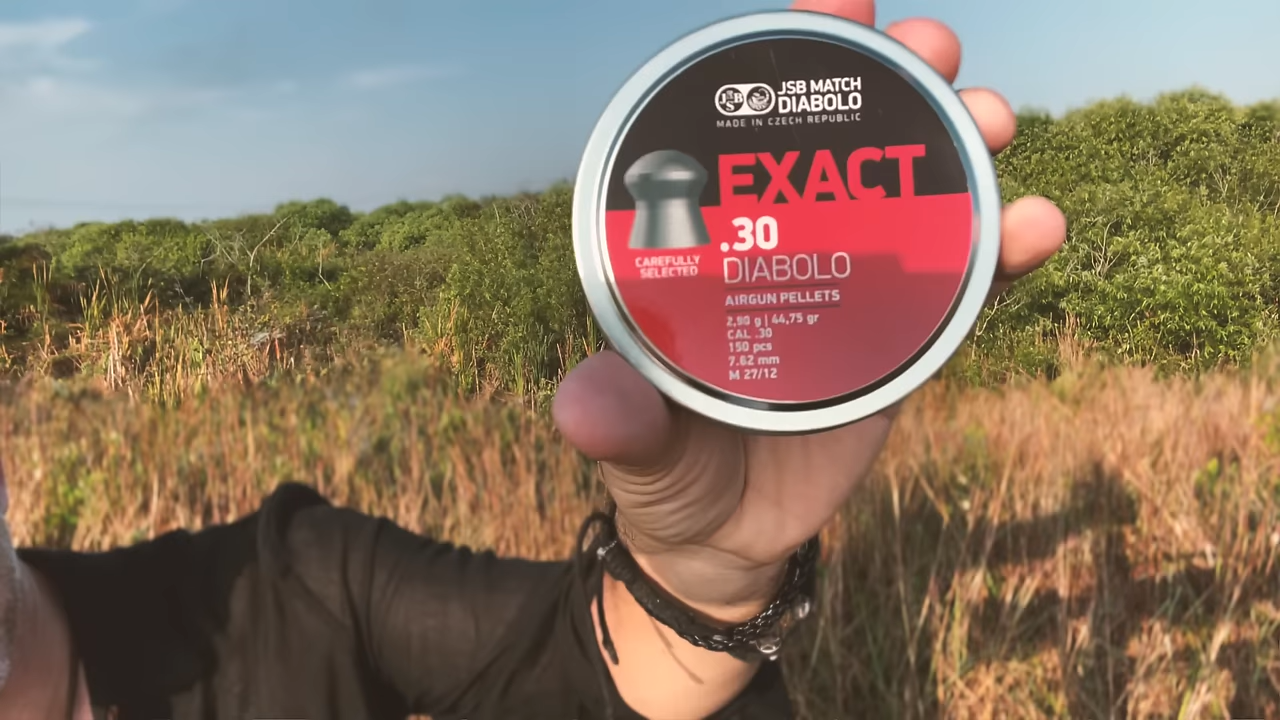 JSB
JSB MATCH
DIABOLO
MADE IN CZECH REPUBLIC
EXACT
.30
DIABOLO
CAREFULLY
SELECTED
AIRGUN PELLETS
2,90 g | 44,75 gr
CAL .30
150 pcs
7.62 mm
M 27/12